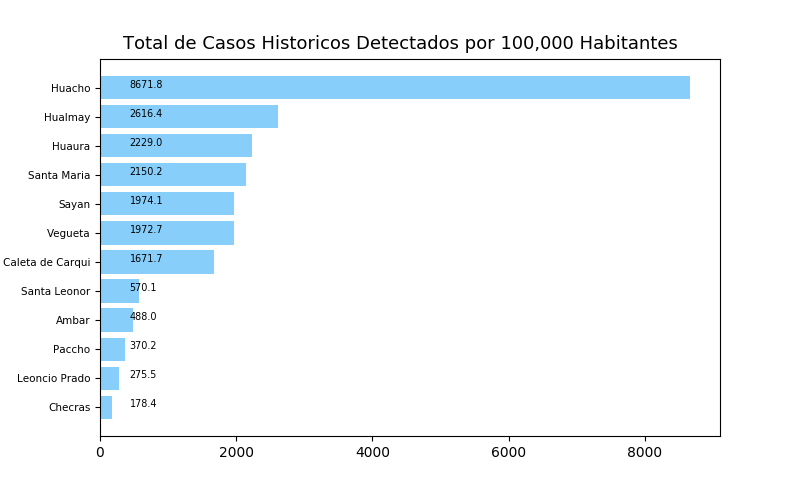 Total de Casos Historicos Detectados por 100,000 Habitantes
Huacho 8671.8
Hualmay 2616.4
Huaura 2229.0
Santa Maria 2150.2
Sayan 1974.1
Vegueta 1972.7
Caleta de Carqui 1671.7
Santa Leonor 570.1
Ambar 488.0
Paccho 370.2
Leoncio Prado 275.5
Checras 178.4
0 2000 4000 6000 8000